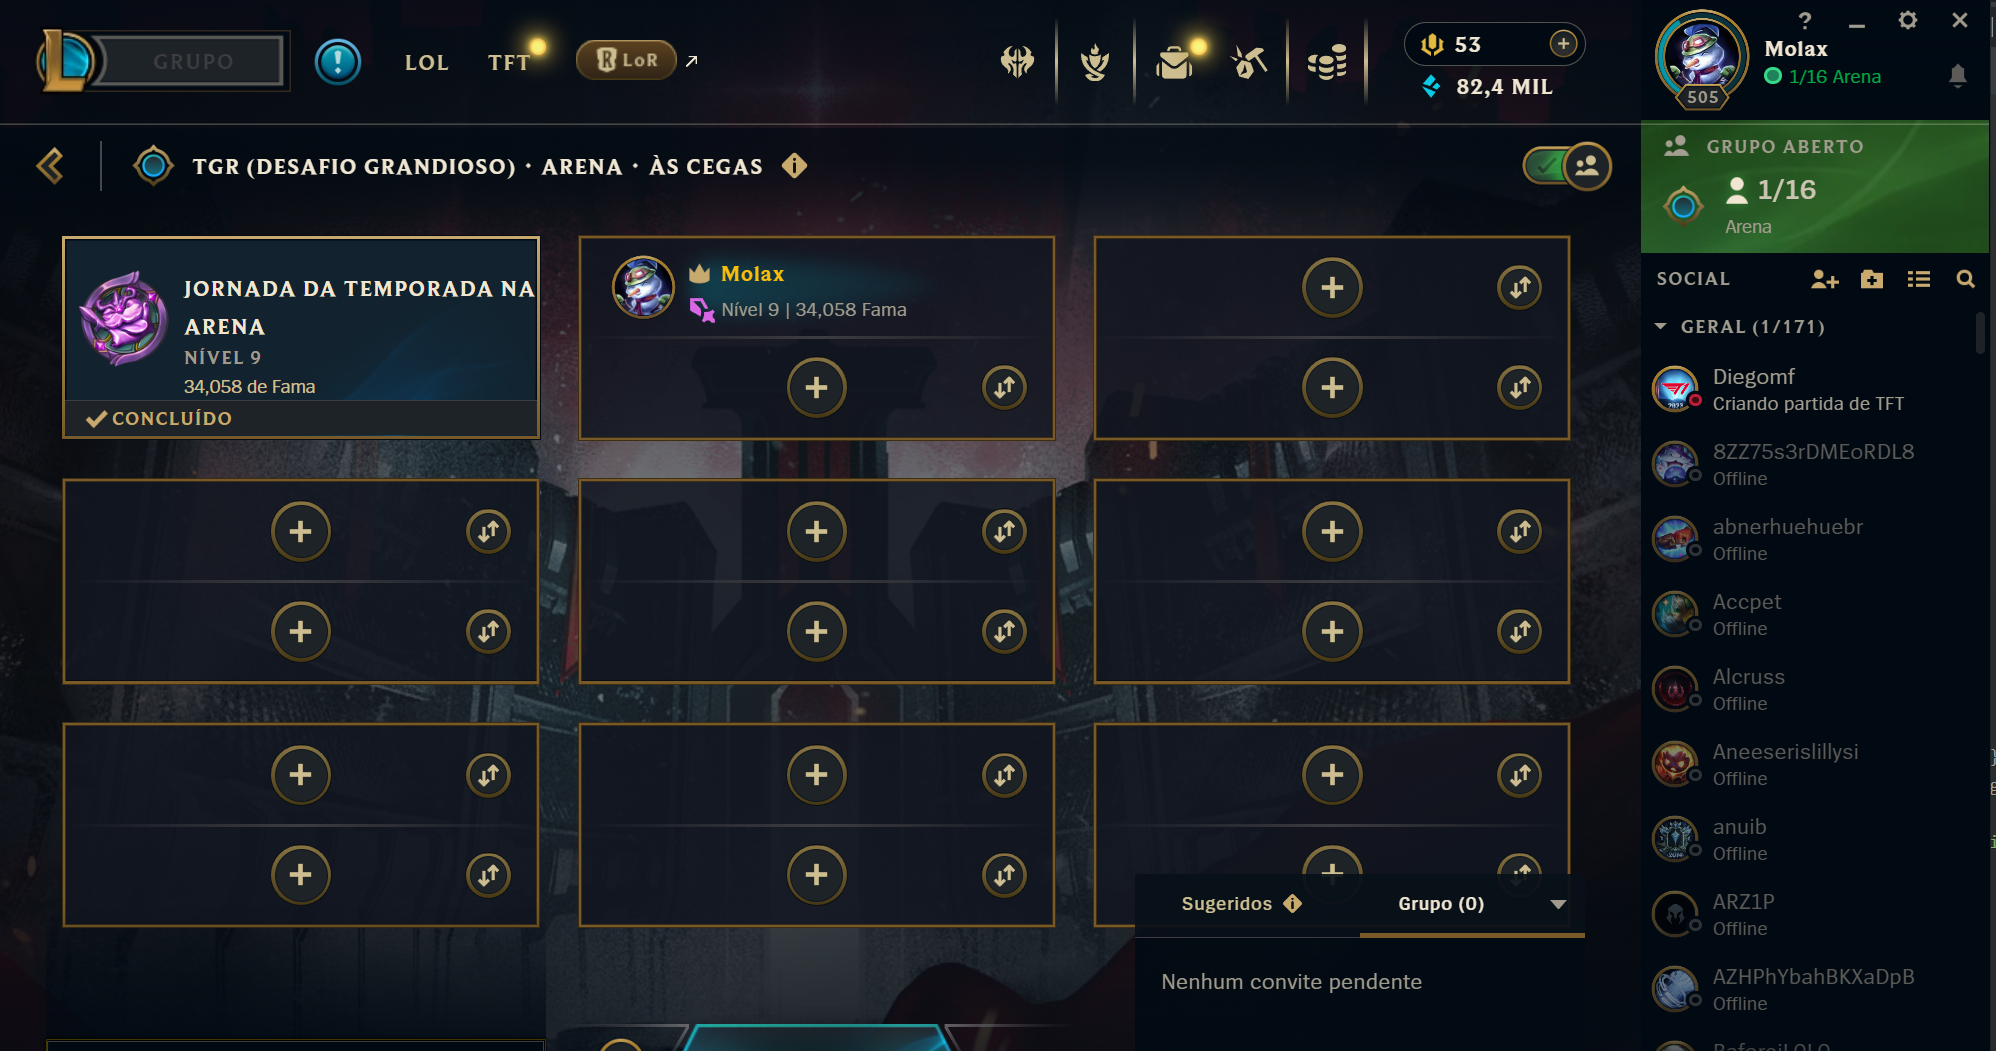 GRUPO
LOL
TFT
LoR
53
82,4 MIL
?
Molax
1/16 Arena
505
TGR (DESAFIO GRANDIOSO) • ARENA • ÀS CEGAS
GRUPO ABERTO
1/16
Arena
JORNADA DA TEMPORADA NA
ARENA
NÍVEL 9
34,058 de Fama
CONCLUÍDO
Molax
Nível 9 | 34,058 Fama
SOCIAL
GERAL (1/171)
Diegomf
Criando partida de TFT
8ZZ75s3rDMEoRDL8
Offline
abnerhuehuebr
Offline
Accpet
Offline
Alcruss
Offline
Aneeserislillysi
Offline
anuib
Offline
ARZ1P
Offline
AZHPhYbahBKXaDpB
Offline
Sugeridos
Grupo (0)
Nenhum convite pendente